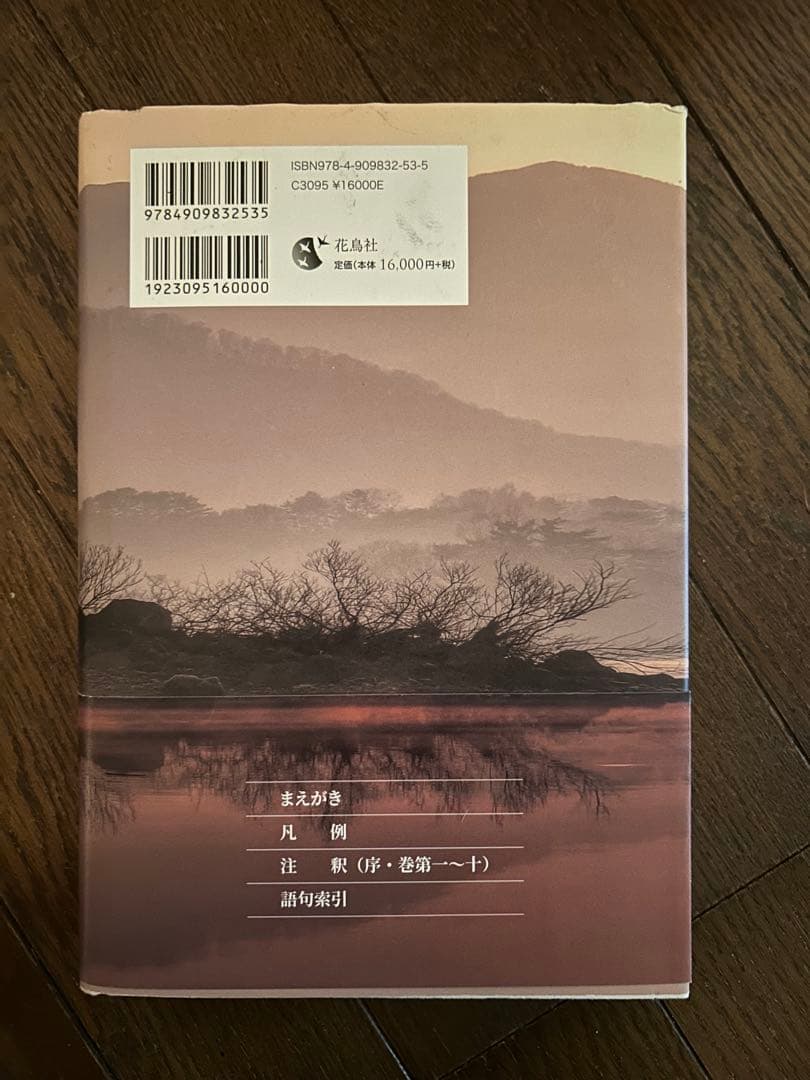 ISBN978-4-909832-53-5
C3095 ¥16000E
9784909832535
花鳥社
定価(本体 16,000円+税)
1923095160000
まえがき
凡 例
注 釈(序・巻第一〜十)
語句索引